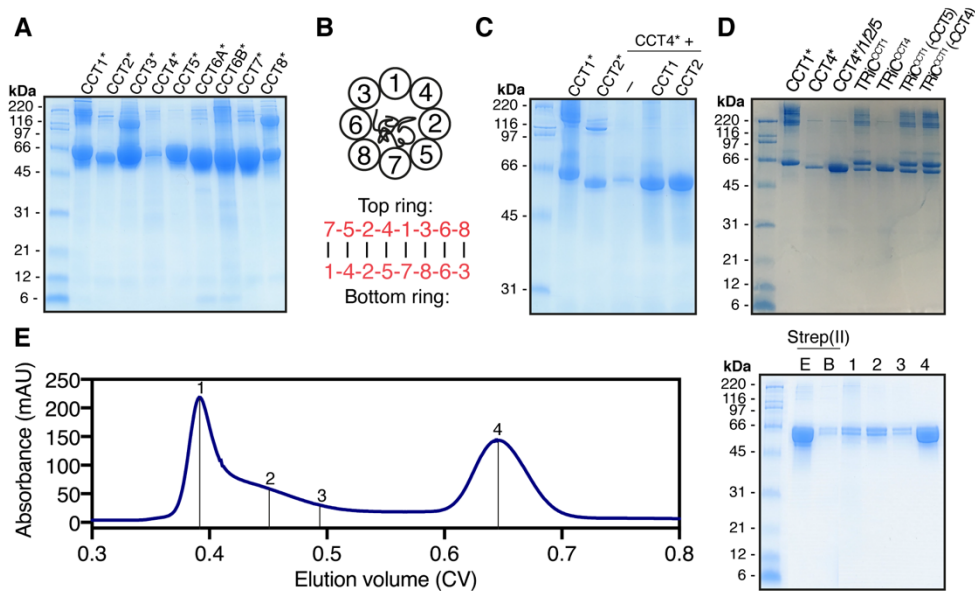 A
kDa
CCT1*
CCT2*
CCT3*
CCT4*
CCT5*
CCT6A*
CCT6B*
CCT7*
CCT8*
220 -
116 -
97 -
66 -
45 -
31 -
21 -
12 -
6 -
B
1
3 4
6 2
8 5
7
Top ring:
7-5-2-4-1-3-6-8
1-4-2-5-7-8-6-3
Bottom ring:
C
CCT4* +
kDa
CCT1*
CCT2*
–
CCT1
CCT2
220 -
116 -
97 -
66 -
45 -
31 -
D
kDa
CCT1*
CCT4*
CCT4*/1/2/5
TRiC^CCT1
TRiC^CCT4
TRiC^CCT1 (-CCT5)
TRiC^CCT1 (-CCT4)
220 -
116 -
97 -
66 -
45 -
31 -
21 -
12 -
6 -
E
Absorbance (mAU)
250
200
150
100
50
0
1
2
3
4
0.3 0.4 0.5 0.6 0.7 0.8
Elution volume (CV)
Strep(II)
kDa E B 1 2 3 4
220 -
116 -
97 -
66 -
45 -
31 -
21 -
12 -
6 -